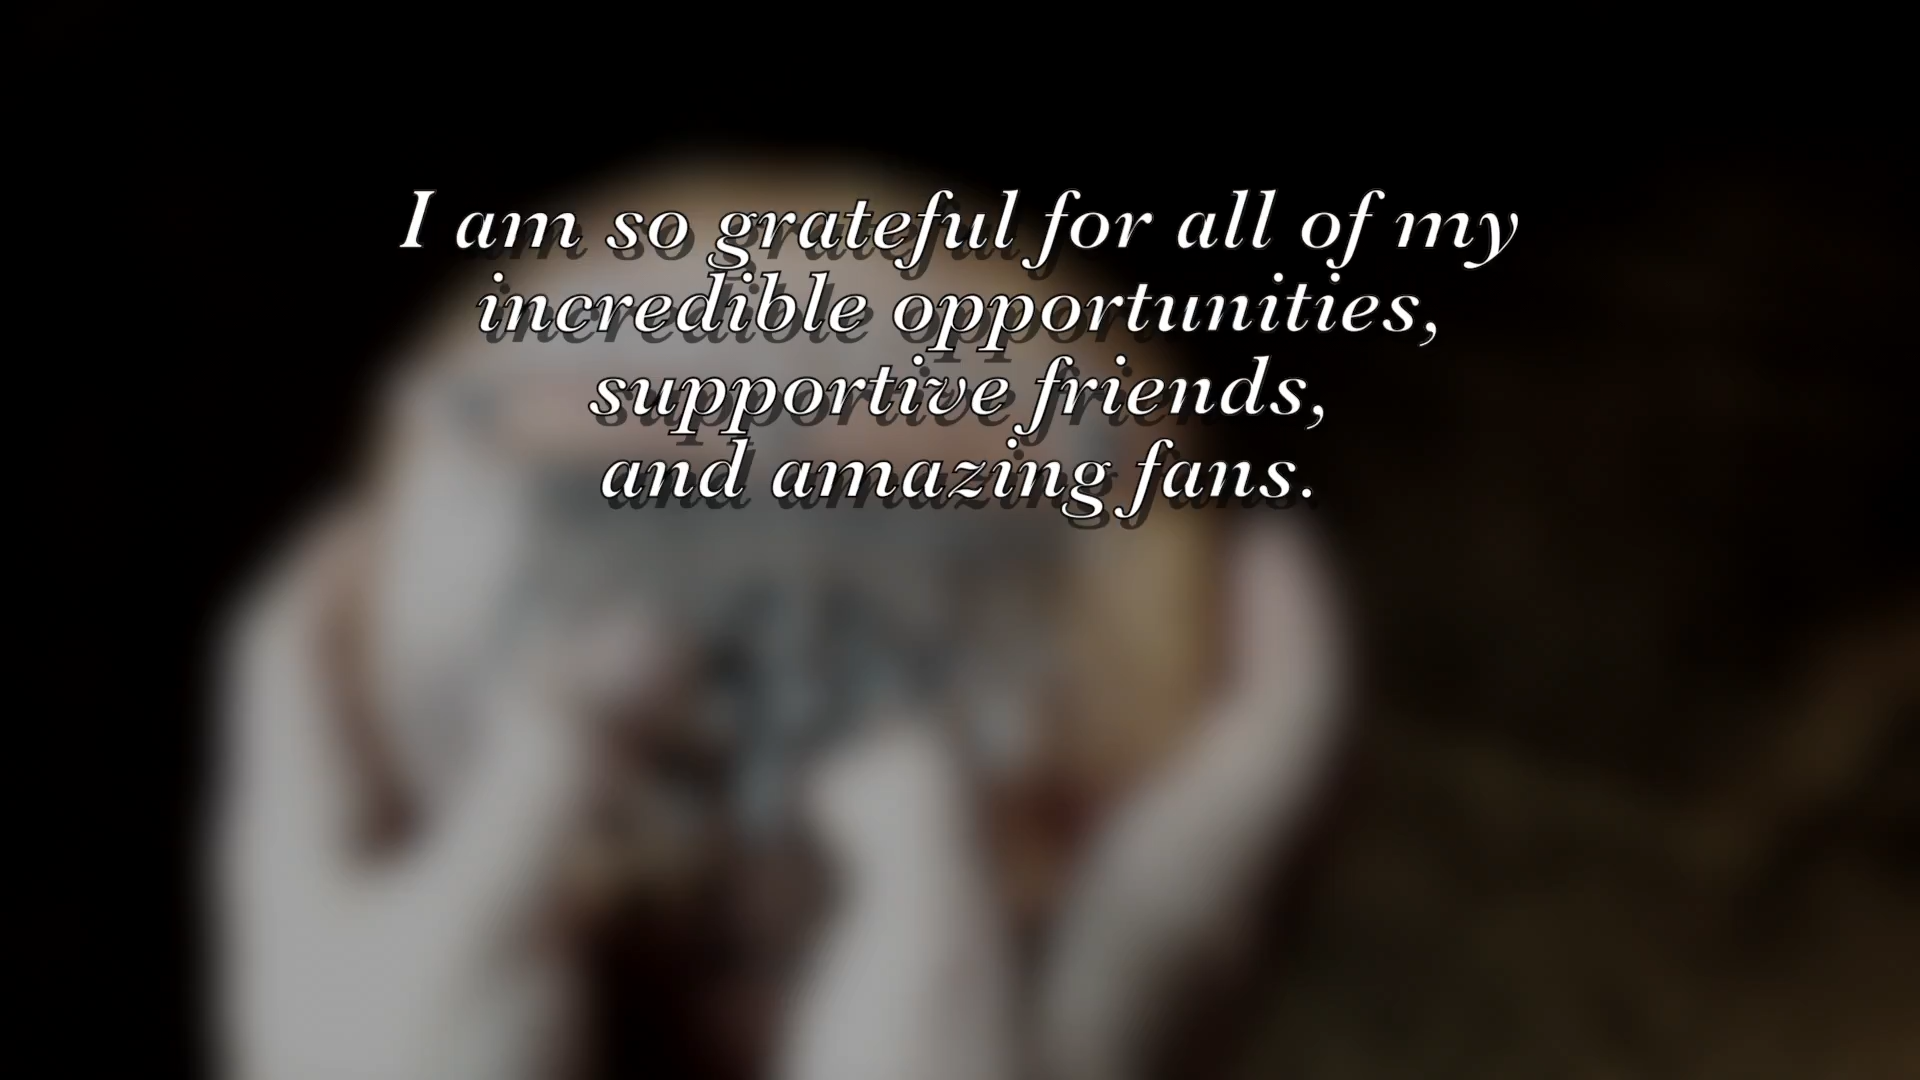 I am so grateful for all of my
incredible opportunities,
supportive friends,
and amazing fans.